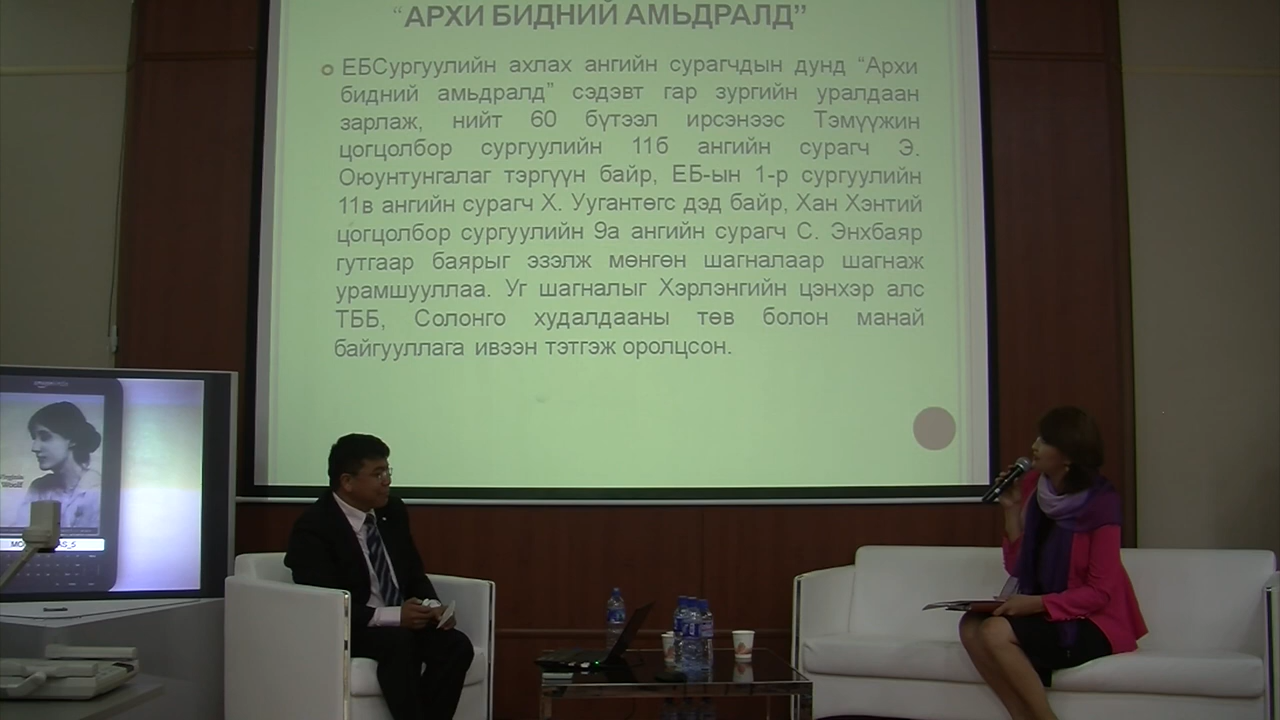 “АРХИ БИДНИЙ АМЬДРАЛД”
ЕБСургуулийн ахлах ангийн сурагчдын дунд “Архи
бидний амьдралд” сэдэвт гар зургийн уралдаан
зарлаж, нийт 60 бүтээл ирсэнээс Тэмүүжин
цогцолбор сургуулийн 11б ангийн сурагч Э.
Оюунтунгалаг тэргүүн байр, ЕБ-ын 1-р сургуулийн
11в ангийн сурагч Х.Уугантөгс дэд байр, Хан Хэнтий
цогцолбор сургуулийн 9а ангийн сурагч С. Энхбаяр
гутгаар баярыг эзэлж мөнгөн шагналаар шагнаж
урамшууллаа. Уг шагналыг Хэрлэнгийн цэнхэр алс
ТББ, Солонго худалдааны төв болон манай
байгууллага ивээн тэтгэж оролцсон.
Virginia
Woolf